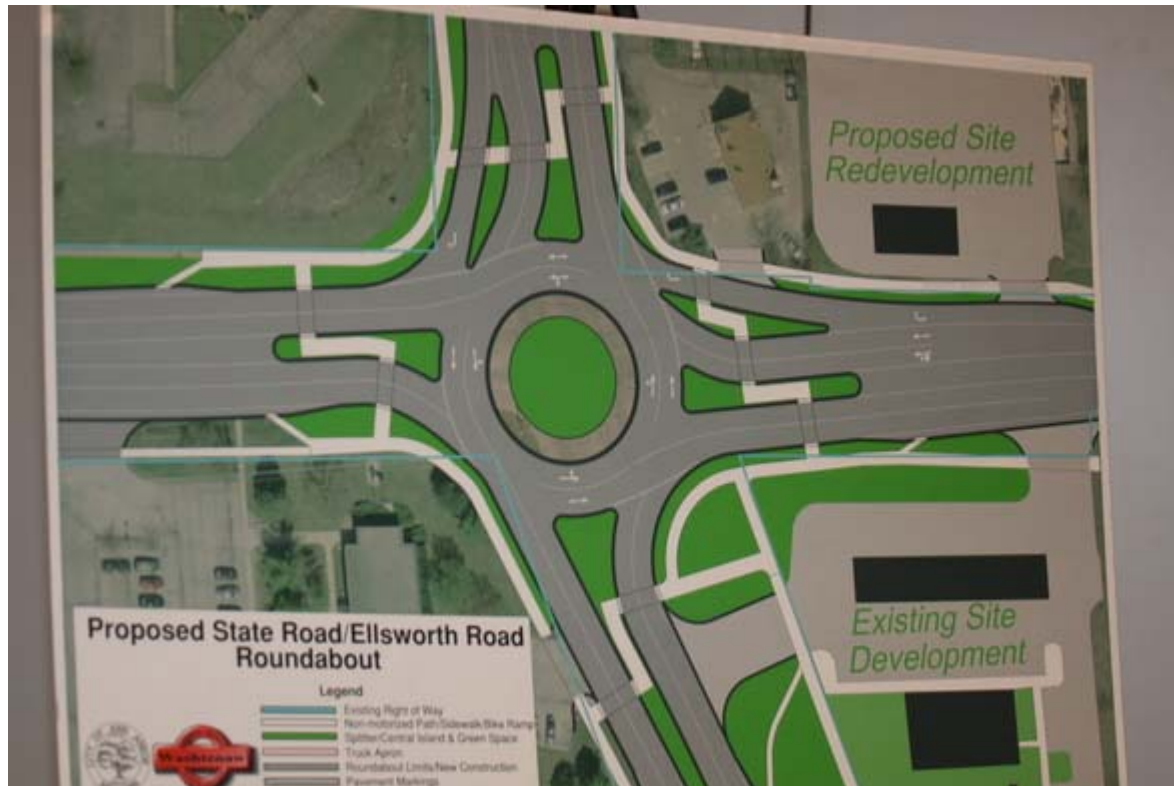 Proposed Site
Redevelopment
Existing Site
Development
Proposed State Road/Ellsworth Road
Roundabout
Legend
Existing Right of Way
Non-motorized Path/Sidewalk/Bike Ramp
Splitter/Central Island & Green Space
Truck Apron
Roundabout Limits/New Construction
Pavement Markings
Washtenaw